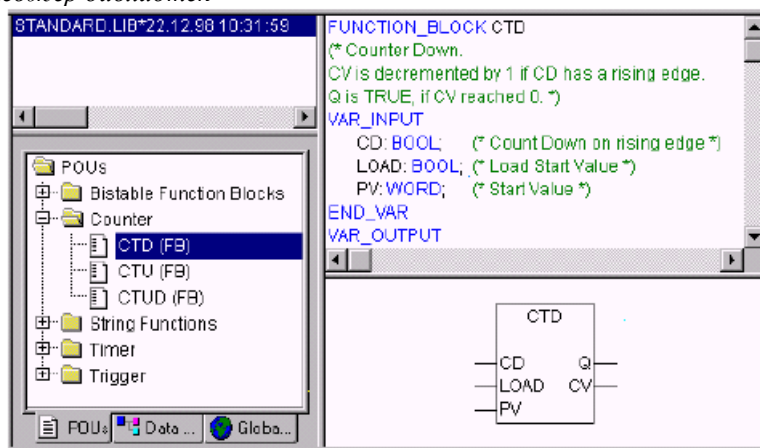 STANDARD.LIB*22.12.98 10:31:59
POUs
Bistable Function Blocks
Counter
CTD (FB)
CTU (FB)
CTUD (FB)
String Functions
Timer
Trigger
POUs
Data ...
Globa...
FUNCTION_BLOCK CTD
(* Counter Down.
CV is decremented by 1 if CD has a rising edge.
Q is TRUE, if CV reached 0. *)
VAR_INPUT
CD: BOOL; (* Count Down on rising edge *)
LOAD: BOOL; (* Load Start Value *)
PV: WORD; (* Start Value *)
END_VAR
VAR_OUTPUT
CTD
CD Q
LOAD CV
PV